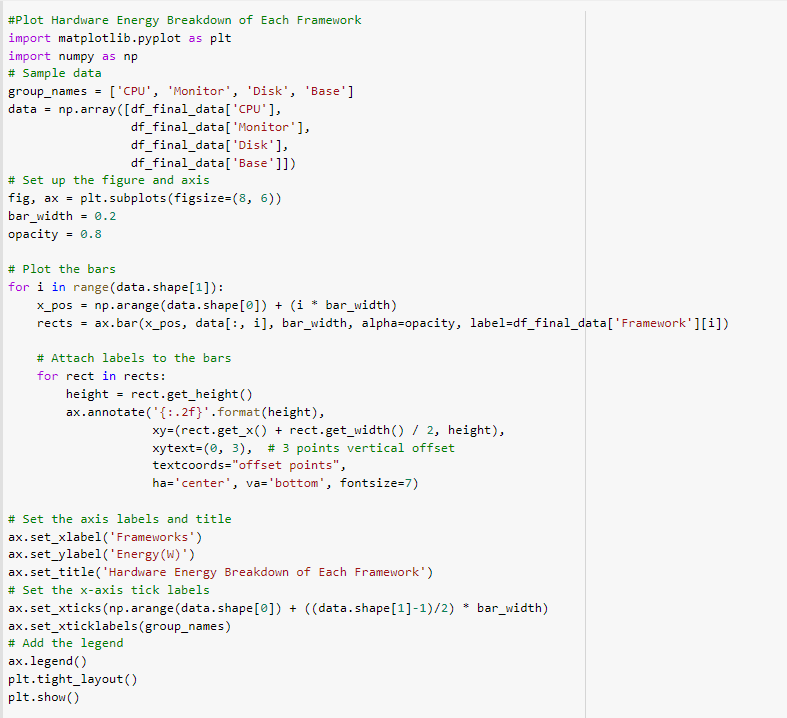 #Plot Hardware Energy Breakdown of Each Framework
import matplotlib.pyplot as plt
import numpy as np
# Sample data
group_names = ['CPU', 'Monitor', 'Disk', 'Base']
data = np.array([df_final_data['CPU'],
                 df_final_data['Monitor'],
                 df_final_data['Disk'],
                 df_final_data['Base']])
# Set up the figure and axis
fig, ax = plt.subplots(figsize=(8, 6))
bar_width = 0.2
opacity = 0.8

# Plot the bars
for i in range(data.shape[1]):
    x_pos = np.arange(data.shape[0]) + (i * bar_width)
    rects = ax.bar(x_pos, data[:, i], bar_width, alpha=opacity, label=df_final_data['Framework'][i])

    # Attach labels to the bars
    for rect in rects:
        height = rect.get_height()
        ax.annotate('{:.2f}'.format(height),
                    xy=(rect.get_x() + rect.get_width() / 2, height),
                    xytext=(0, 3),  # 3 points vertical offset
                    textcoords="offset points",
                    ha='center', va='bottom', fontsize=7)

# Set the axis labels and title
ax.set_xlabel('Frameworks')
ax.set_ylabel('Energy(W)')
ax.set_title('Hardware Energy Breakdown of Each Framework')
# Set the x-axis tick labels
ax.set_xticks(np.arange(data.shape[0]) + ((data.shape[1]-1)/2) * bar_width)
ax.set_xticklabels(group_names)
# Add the legend
ax.legend()
plt.tight_layout()
plt.show()